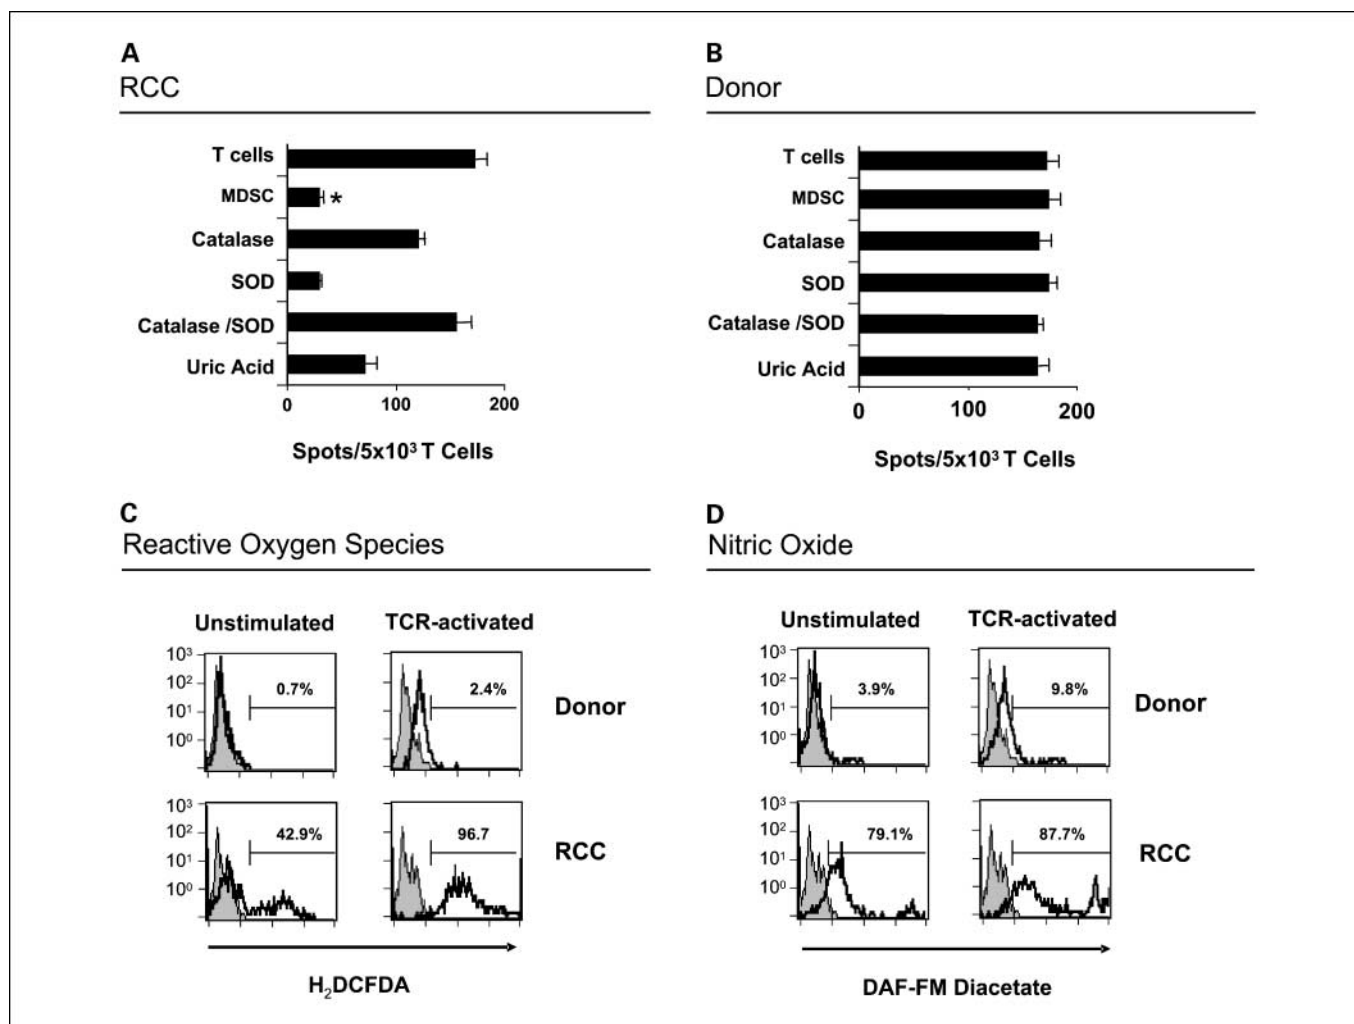 A
RCC
T cells
MDSC *
Catalase
SOD
Catalase /SOD
Uric Acid
0 100 200
Spots/5x10³ T Cells
B
Donor
T cells
MDSC
Catalase
SOD
Catalase /SOD
Uric Acid
0 100 200
Spots/5x10³ T Cells
C
Reactive Oxygen Species
Unstimulated TCR-activated
10³
10²
10¹
10⁰
0.7% 2.4%
Donor
10³
10²
10¹
10⁰
42.9% 96.7
RCC
H₂DCFDA
D
Nitric Oxide
Unstimulated TCR-activated
10³
10²
10¹
10⁰
3.9% 9.8%
Donor
10³
10²
10¹
10⁰
79.1% 87.7%
RCC
DAF-FM Diacetate